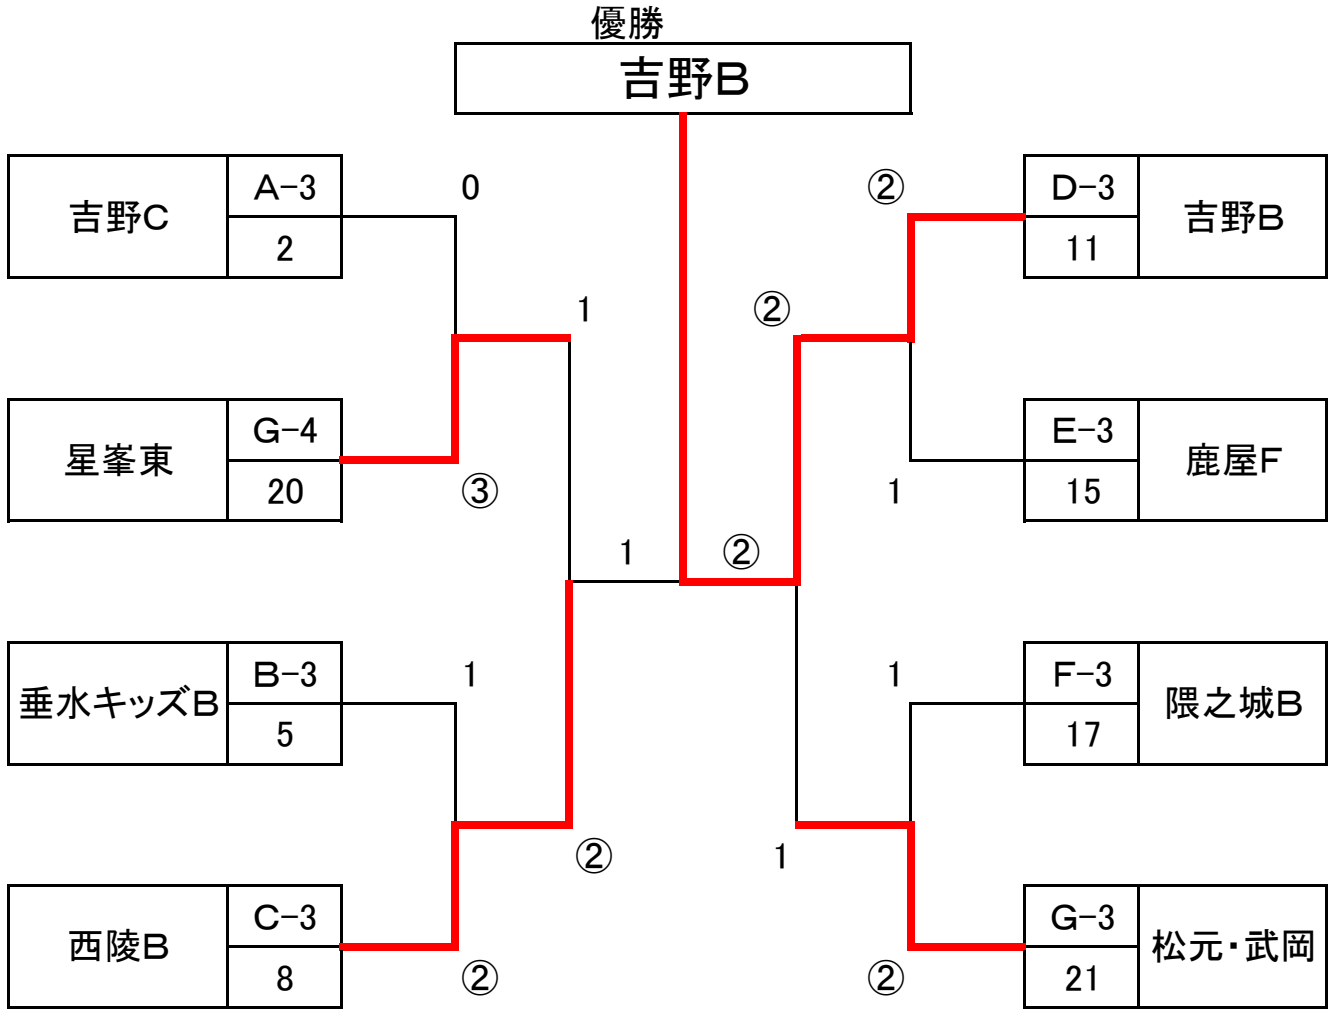 優勝
吉野B
吉野C
A-3
2
0
②
D-3
11
吉野B
1
②
星峯東
G-4
20
③
1
E-3
15
鹿屋F
1
②
垂水キッズB
B-3
5
1
1
F-3
17
隈之城B
②
1
西陵B
C-3
8
②
②
G-3
21
松元・武岡